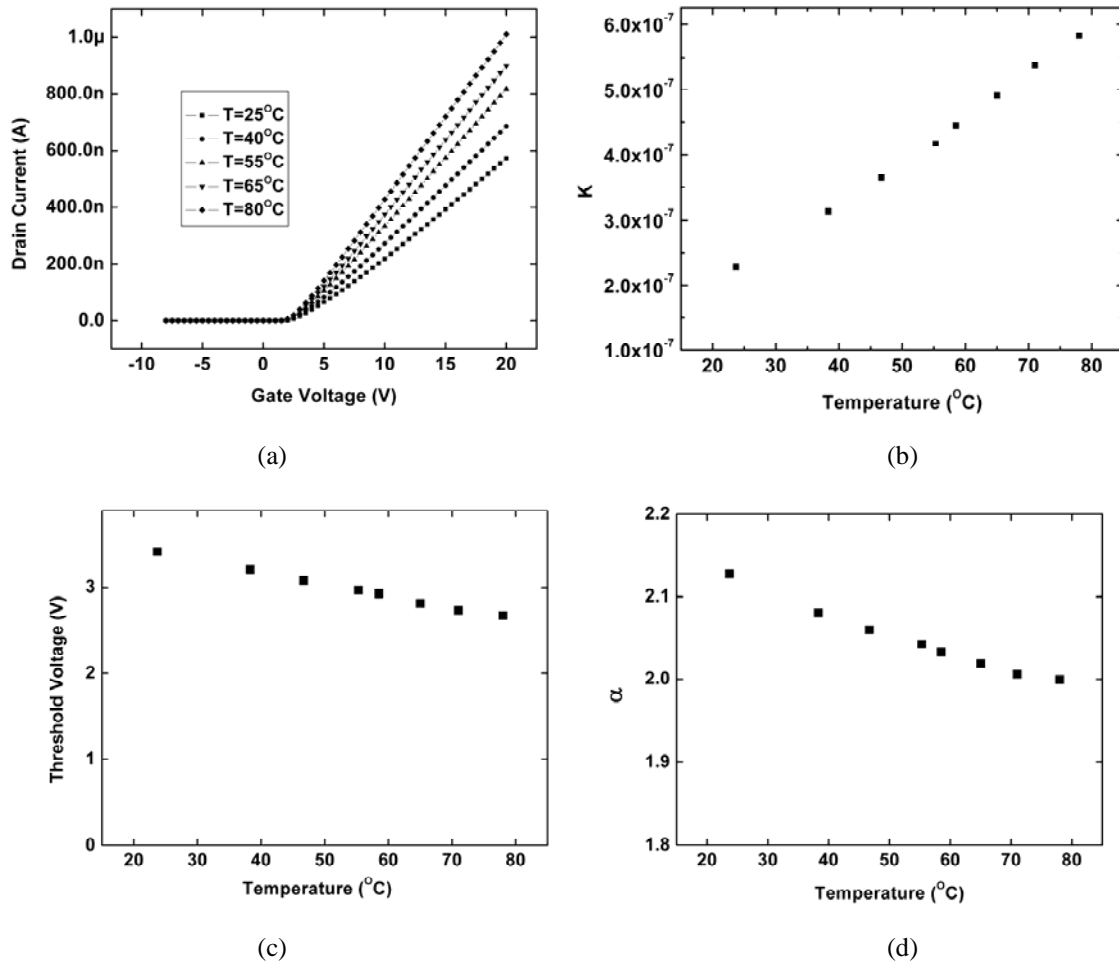 1.0μ
800.0n
600.0n
400.0n
200.0n
0.0
Drain Current (A)
T=25°C
T=40°C
T=55°C
T=65°C
T=80°C
-10 -5 0 5 10 15 20
Gate Voltage (V)
(a)
6.0x10⁻⁷
5.0x10⁻⁷
4.0x10⁻⁷
3.0x10⁻⁷
2.0x10⁻⁷
1.0x10⁻⁷
K
20 30 40 50 60 70 80
Temperature (°C)
(b)
3
2
1
0
Threshold Voltage (V)
20 30 40 50 60 70 80
Temperature (°C)
(c)
2.2
2.1
2.0
1.9
1.8
α
20 30 40 50 60 70 80
Temperature (°C)
(d)